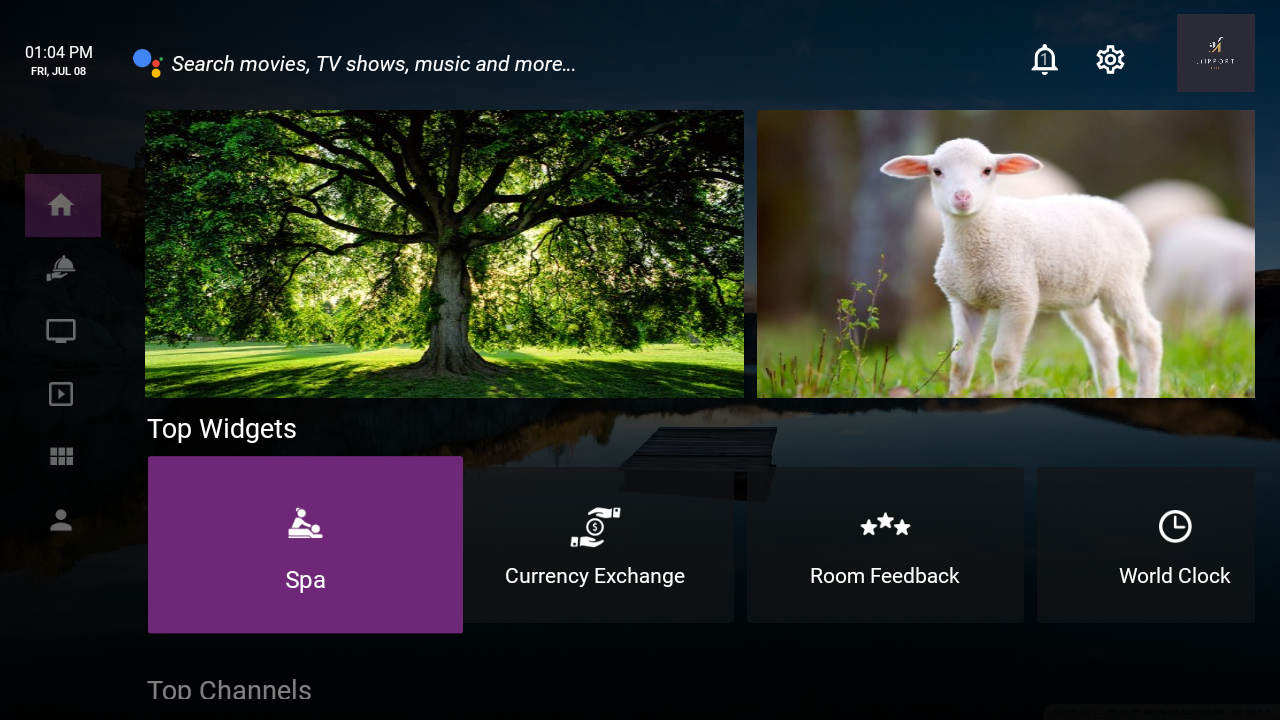 01:04 PM
FRI, JUL 08
Search movies, TV shows, music and more...
1
Top Widgets
Spa
Currency Exchange
Room Feedback
World Clock
Top Channels